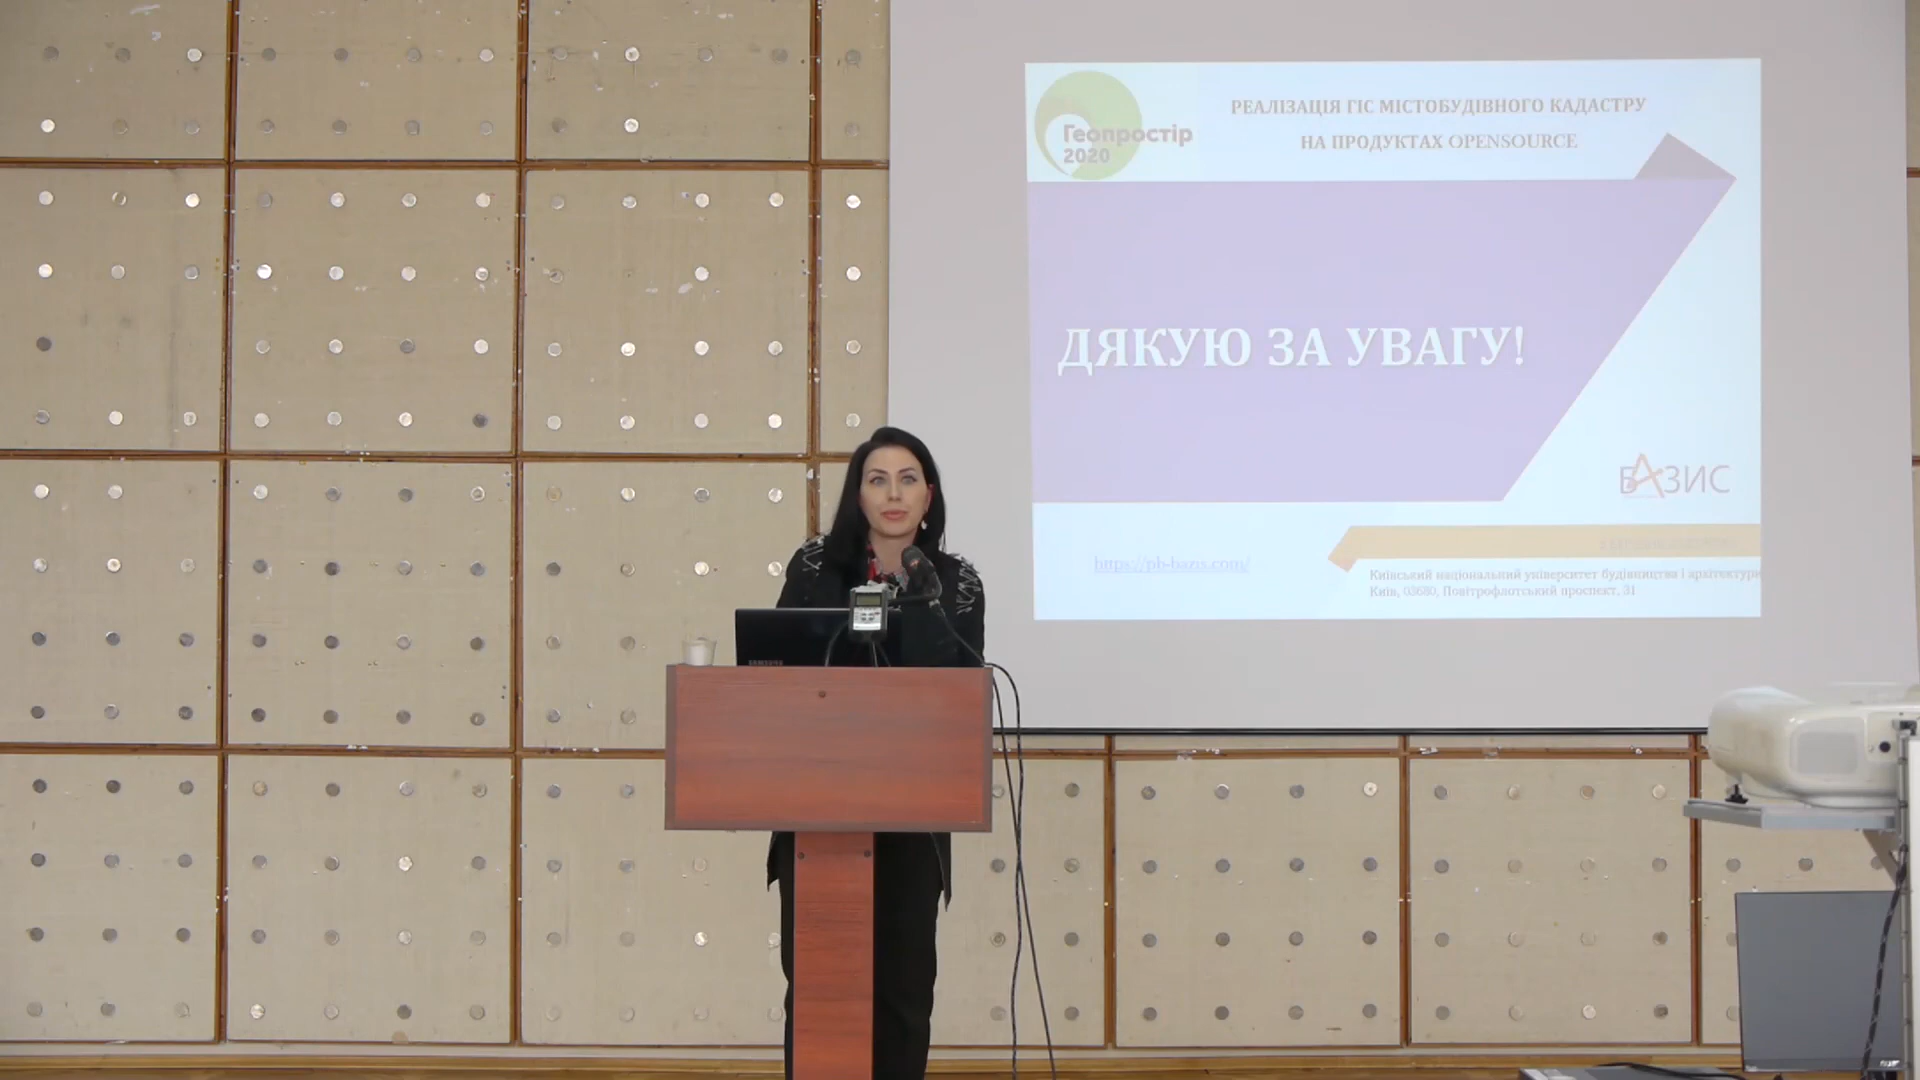 Геопростір
2020
РЕАЛІЗАЦІЯ ГІС МІСТОБУДІВНОГО КАДАСТРУ
НА ПРОДУКТАХ OPENSOURCE
ДЯКУЮ ЗА УВАГУ!
БАЗИС
https://pb-bazis.com/
Київський національний університет будівництва і архітектури
Київ, 03680, Повітрофлотський проспект, 31
SAMSUNG